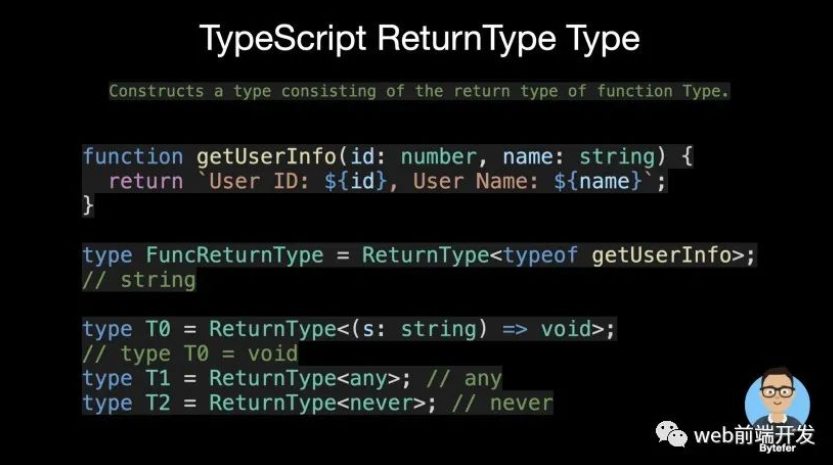 TypeScript ReturnType Type
Constructs a type consisting of the return type of function Type.
function getUserInfo(id: number, name: string) {
  return `User ID: ${id}, User Name: ${name}`;
}
type FuncReturnType = ReturnType<typeof getUserInfo>;
// string
type T0 = ReturnType<(s: string) => void>;
// type T0 = void
type T1 = ReturnType<any>; // any
type T2 = ReturnType<never>; // never
web前端开发
Bytefer